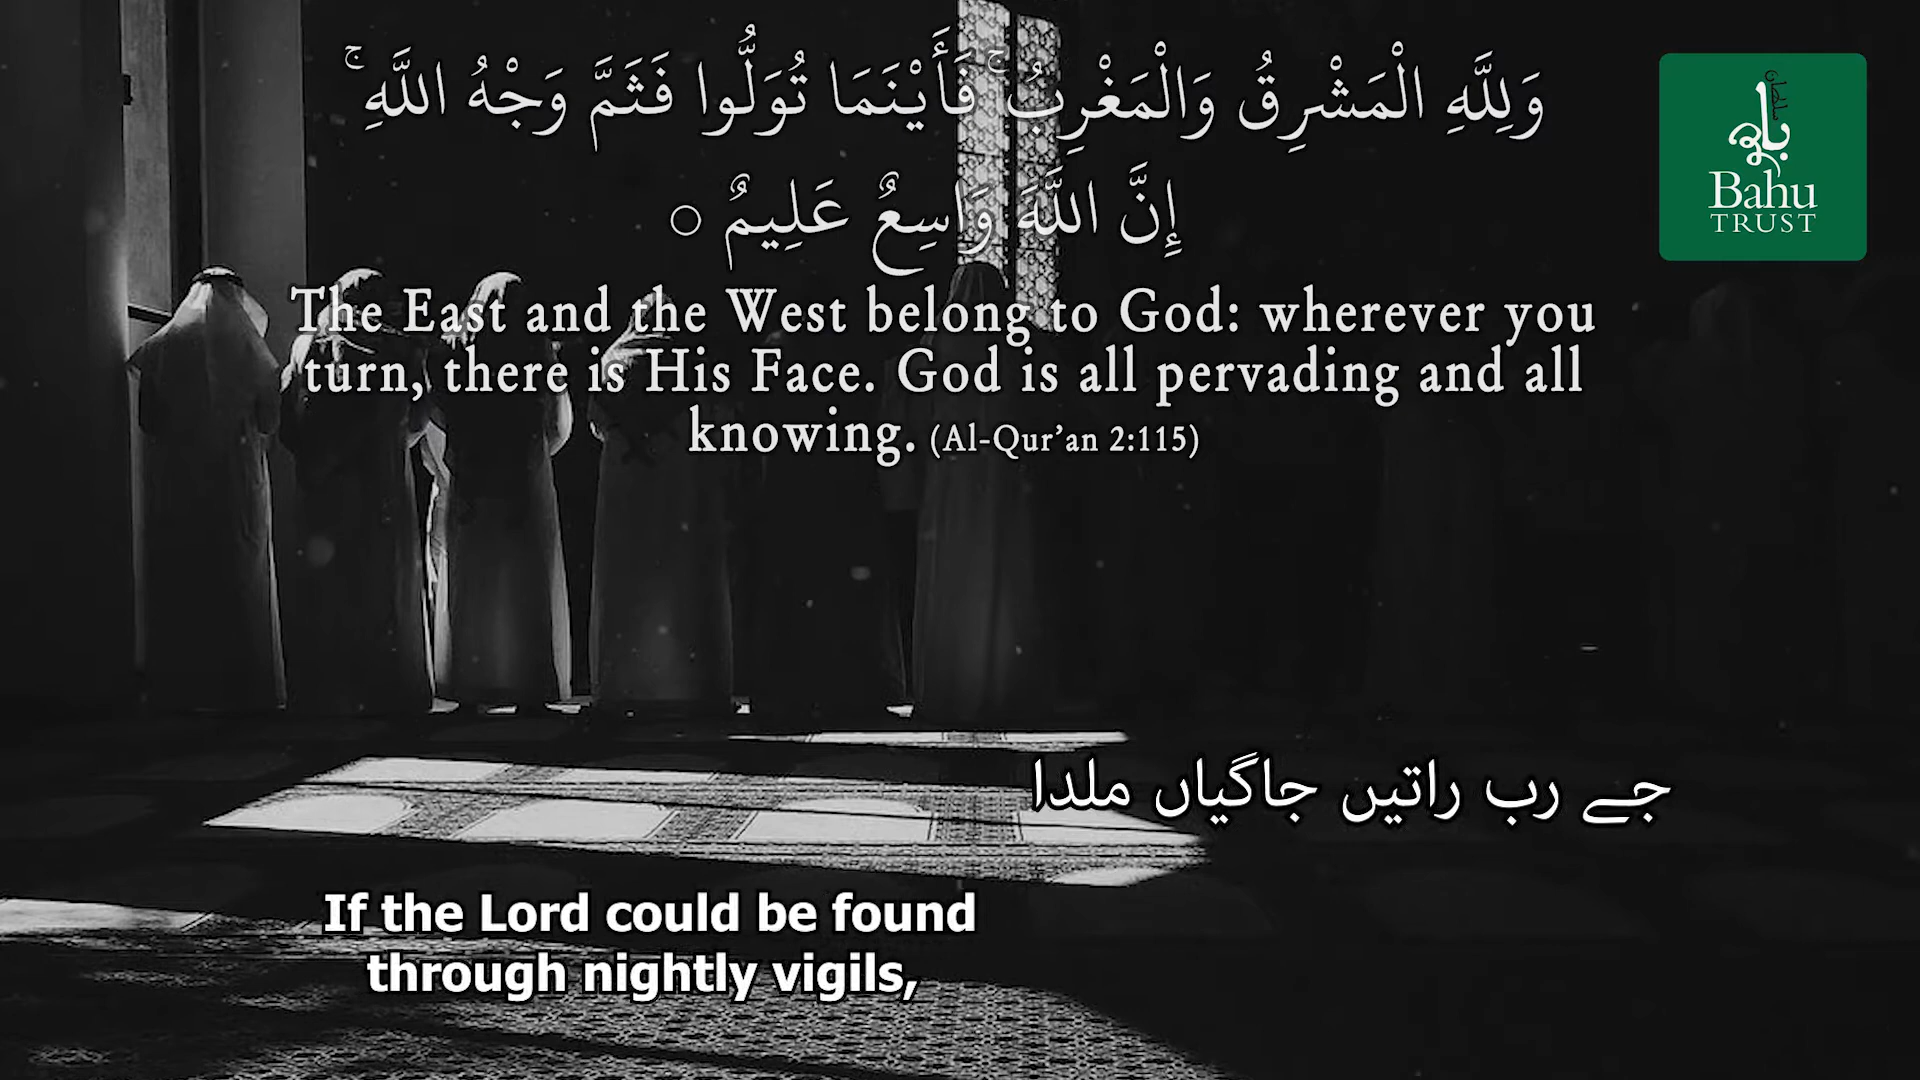 وَلِلَّهِ الْمَشْرِقُ وَالْمَغْرِبُ ۚ فَأَيْنَمَا تُوَلُّوا فَثَمَّ وَجْهُ اللَّهِ ۚ
إِنَّ اللَّهَ وَاسِعٌ عَلِيمٌ ○
The East and the West belong to God: wherever you
turn, there is His Face. God is all pervading and all
knowing. (Al-Qur’an 2:115)
سلطان
باہو
Bahu
TRUST
جے رب راتیں جاگیاں ملدا
If the Lord could be found
through nightly vigils,